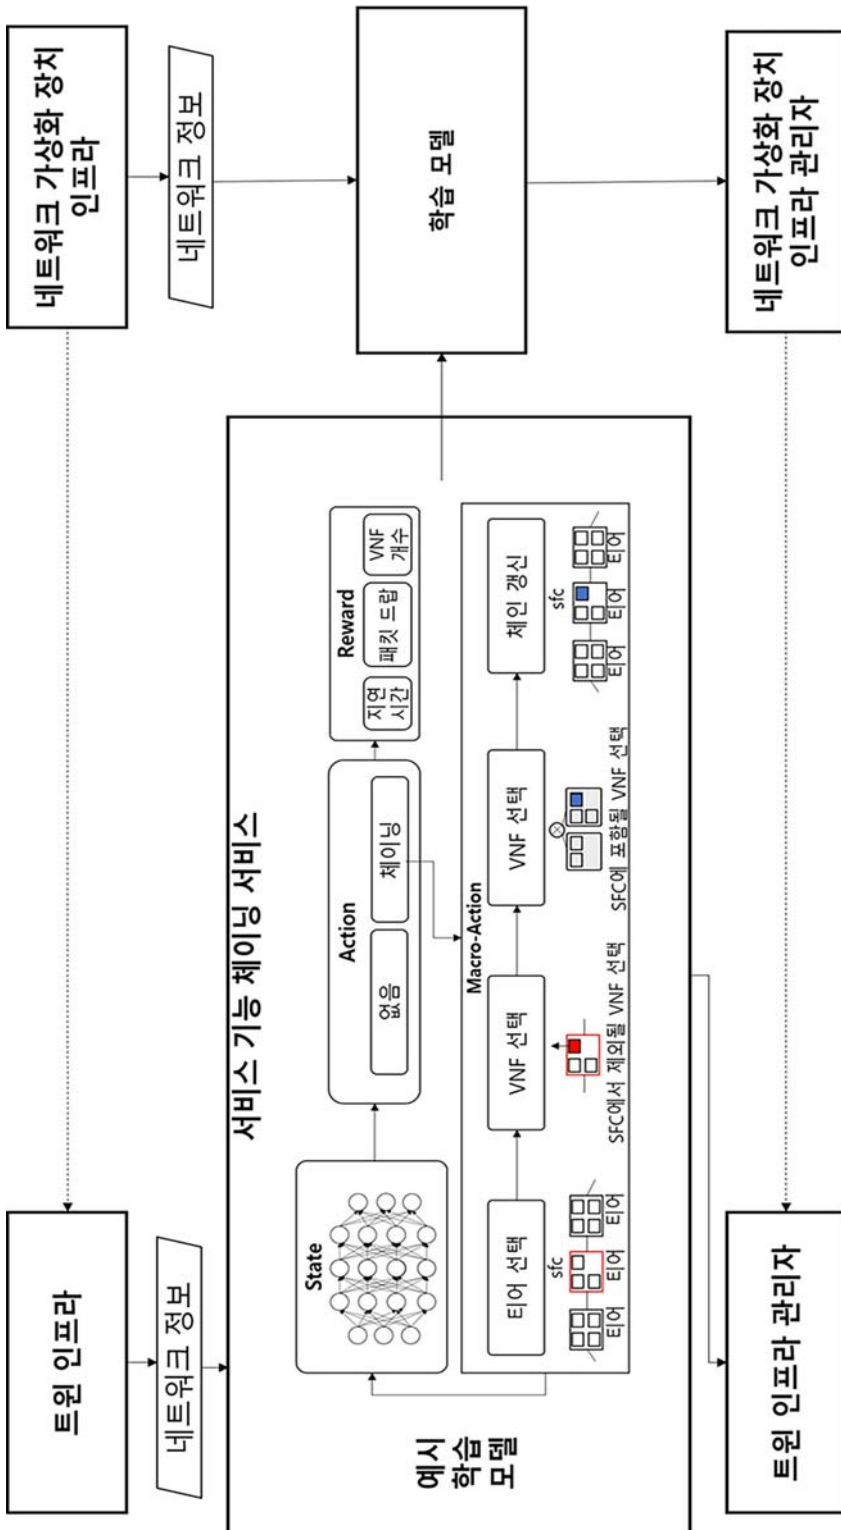 트윈 인프라
네트워크 가상화 장치
인프라
네트워크 정보
네트워크 정보
서비스 기능 체이닝 서비스
예시
학습
모델
State
Action
없음
체이닝
Reward
지연
시간
패킷 드랍
VNF
개수
Macro-Action
티어 선택
VNF 선택
VNF 선택
체인 갱신
sfc
티어
티어
티어
SFC에서 제외될 VNF 선택
SFC에 포함될 VNF 선택
sfc
티어
티어
티어
학습 모델
트윈 인프라 관리자
네트워크 가상화 장치
인프라 관리자